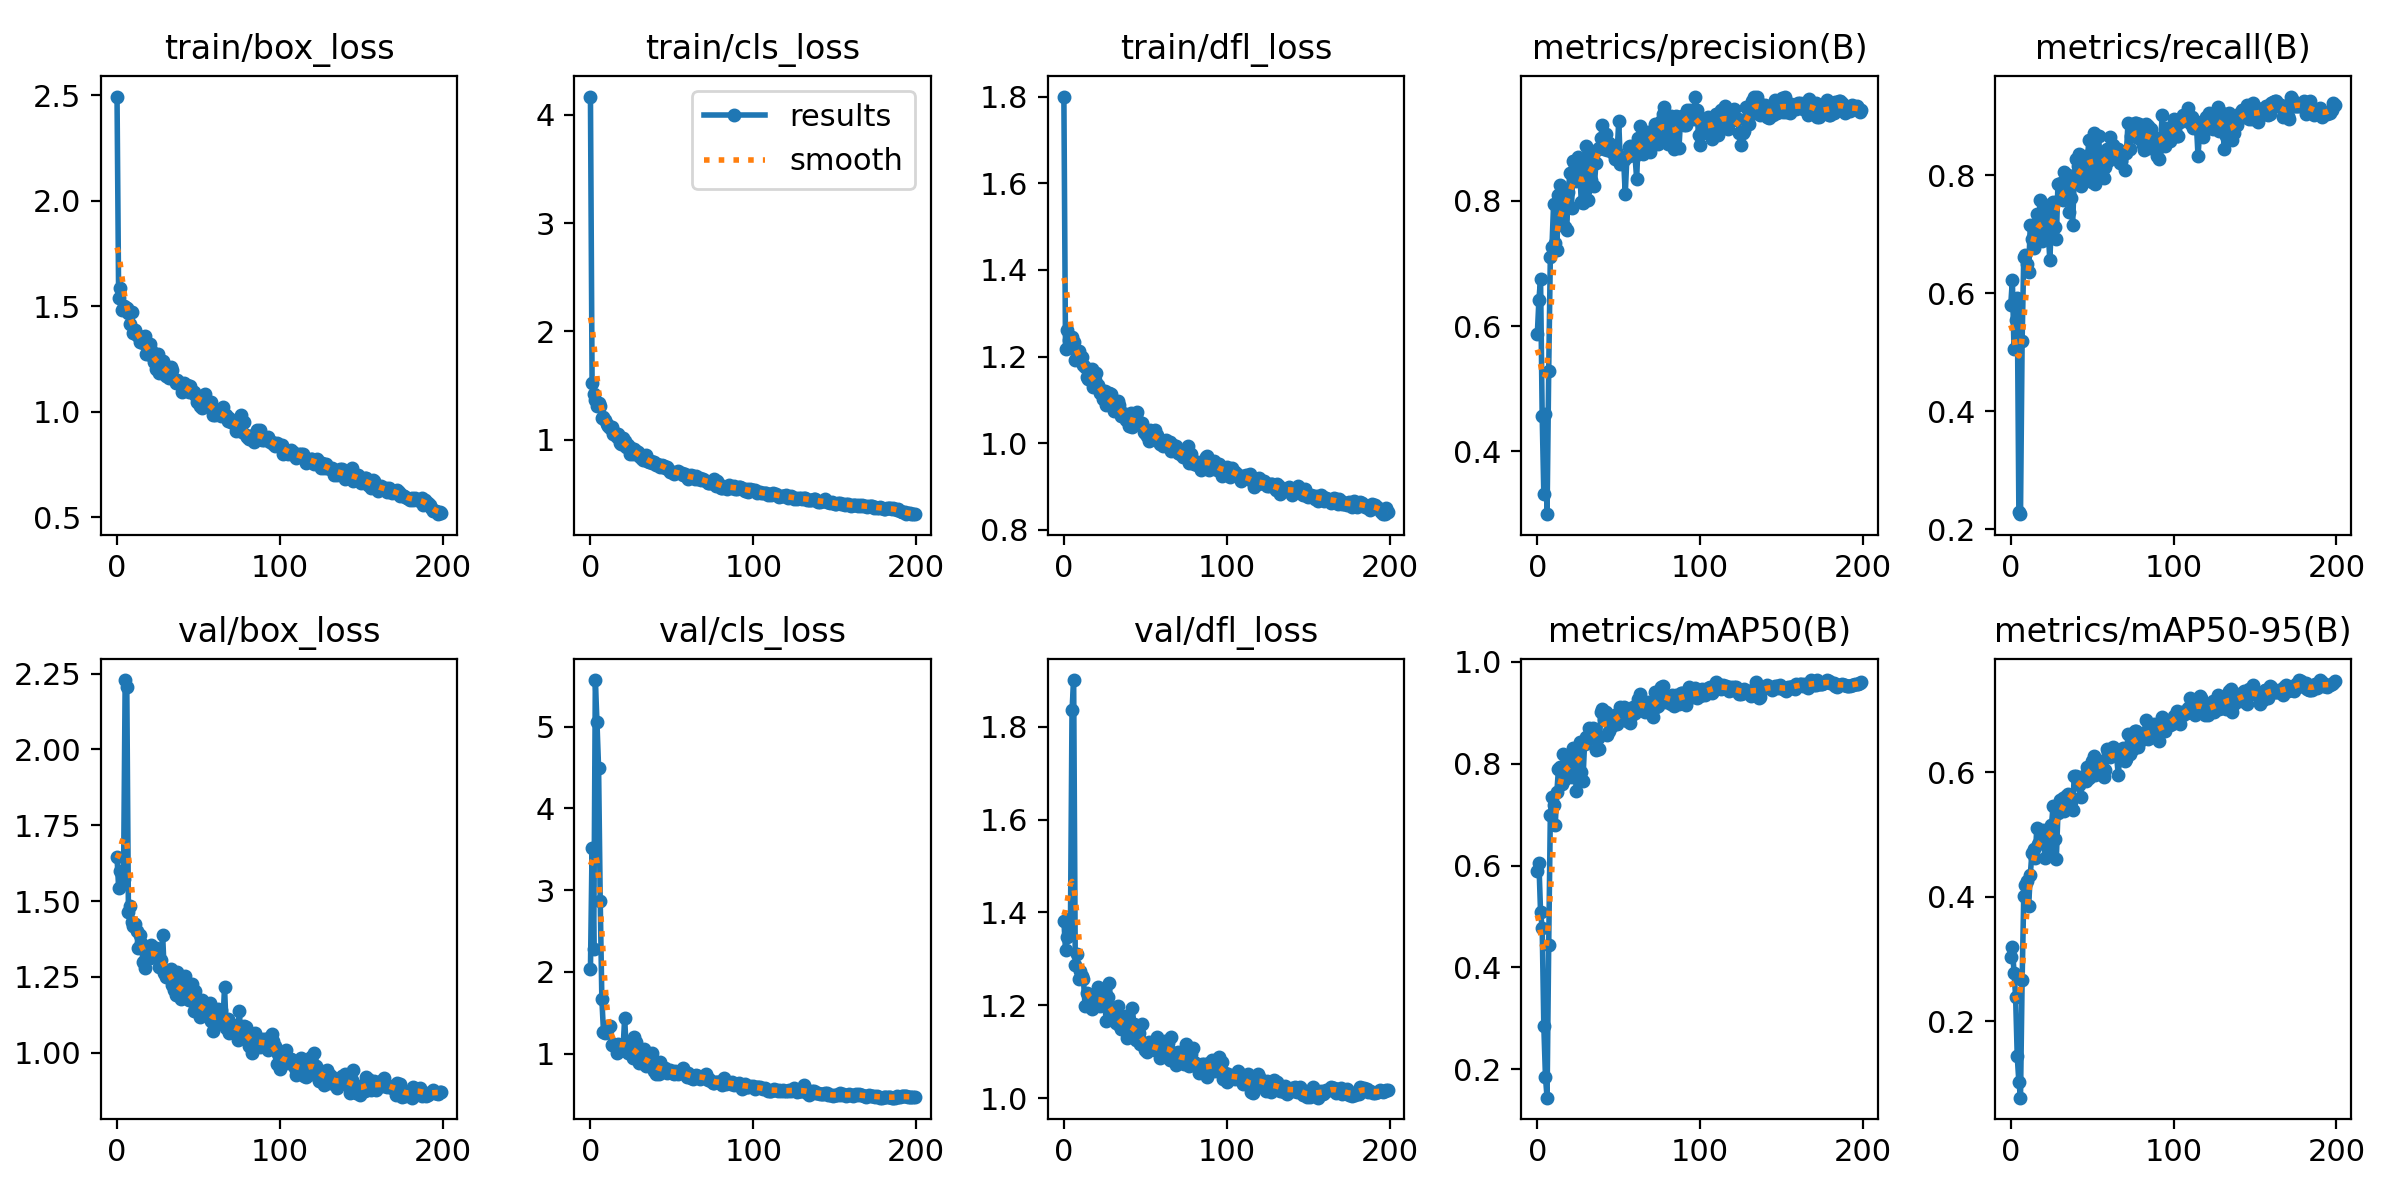 train/box_loss
2.5
2.0
1.5
1.0
0.5
0 100 200
train/cls_loss
results
smooth
4
3
2
1
0 100 200
train/dfl_loss
1.8
1.6
1.4
1.2
1.0
0.8
0 100 200
metrics/precision(B)
0.8
0.6
0.4
0 100 200
metrics/recall(B)
0.8
0.6
0.4
0.2
0 100 200
val/box_loss
2.25
2.00
1.75
1.50
1.25
1.00
0 100 200
val/cls_loss
5
4
3
2
1
0 100 200
val/dfl_loss
1.8
1.6
1.4
1.2
1.0
0 100 200
metrics/mAP50(B)
1.0
0.8
0.6
0.4
0.2
0 100 200
metrics/mAP50-95(B)
0.6
0.4
0.2
0 100 200